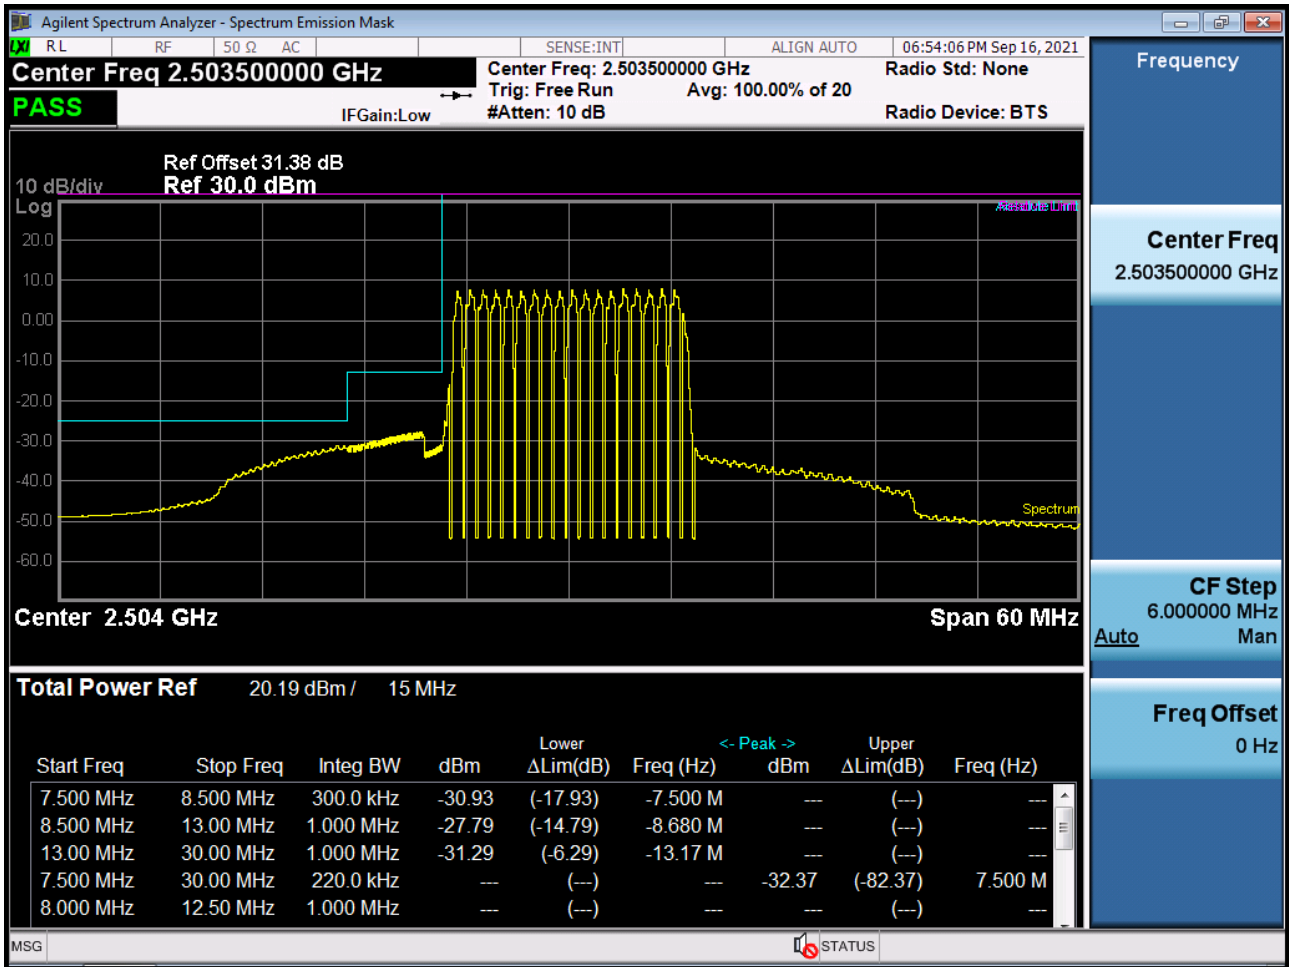 Agilent Spectrum Analyzer - Spectrum Emission Mask
LXI RL RF 50 Ω AC SENSE:INT ALIGN AUTO 06:54:06 PM Sep 16, 2021
Center Freq 2.503500000 GHz
Center Freq: 2.503500000 GHz Radio Std: None
Trig: Free Run Avg: 100.00% of 20
PASS
IFGain:Low #Atten: 10 dB Radio Device: BTS
Ref Offset 31.38 dB
10 dB/div Ref 30.0 dBm
Log
Absolute Limit
20.0
10.0
0.00
-10.0
-20.0
-30.0
-40.0
-50.0
Spectrum
-60.0
Center 2.504 GHz Span 60 MHz
Total Power Ref 20.19 dBm / 15 MHz
Lower <- Peak -> Upper
Start Freq Stop Freq Integ BW dBm ΔLim(dB) Freq (Hz) dBm ΔLim(dB) Freq (Hz)
7.500 MHz 8.500 MHz 300.0 kHz -30.93 (-17.93) -7.500 M --- (---) ---
8.500 MHz 13.00 MHz 1.000 MHz -27.79 (-14.79) -8.680 M --- (---) ---
13.00 MHz 30.00 MHz 1.000 MHz -31.29 (-6.29) -13.17 M --- (---) ---
7.500 MHz 30.00 MHz 220.0 kHz --- (---) --- -32.37 (-82.37) 7.500 M
8.000 MHz 12.50 MHz 1.000 MHz --- (---) --- --- (---) ---
MSG STATUS
Frequency
Center Freq
2.503500000 GHz
CF Step
6.000000 MHz
Auto Man
Freq Offset
0 Hz